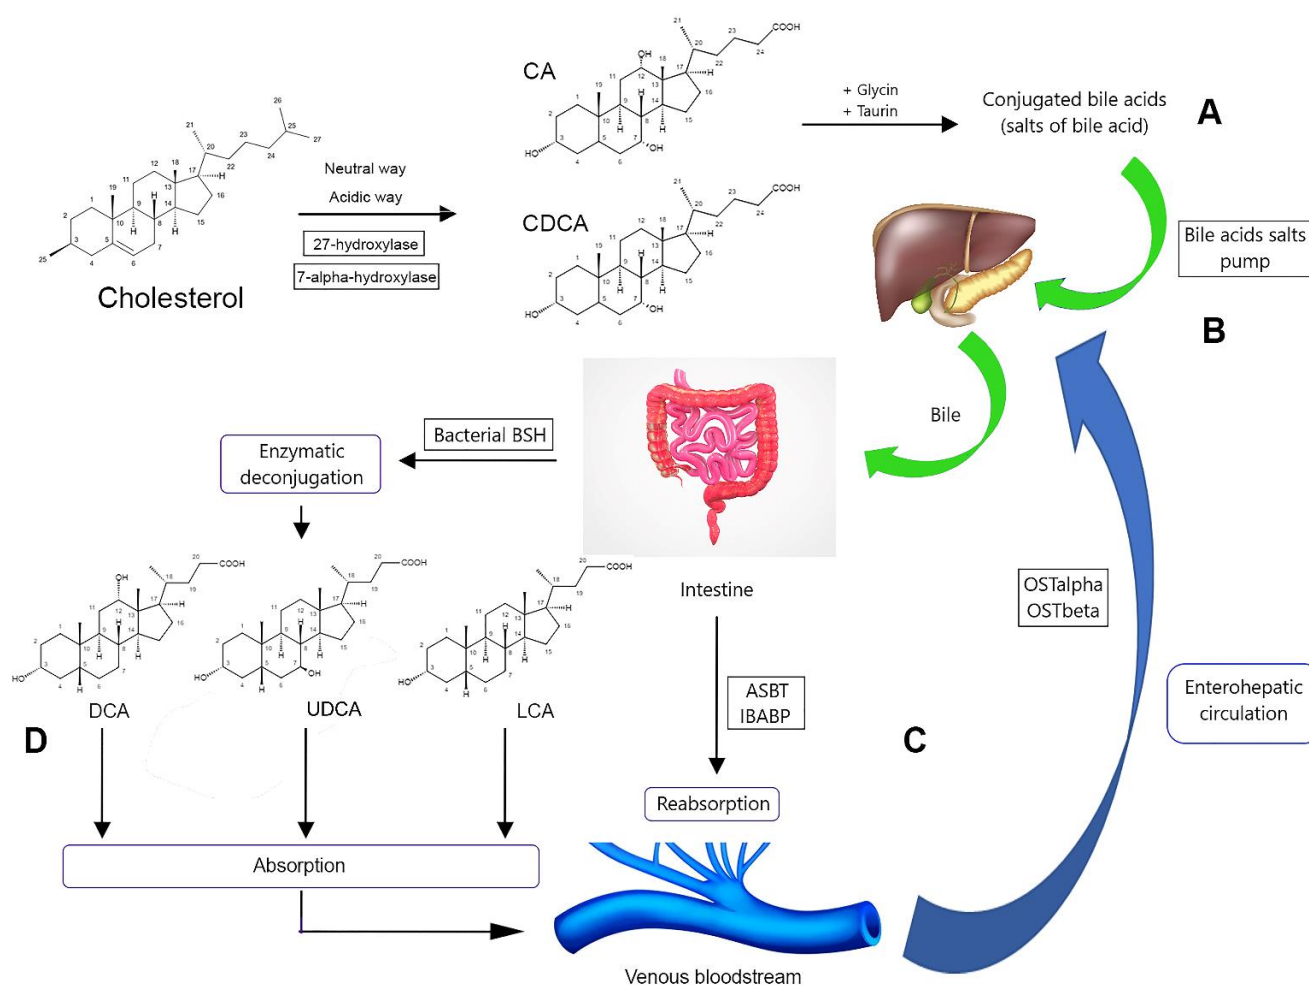 CA
CDCA
Cholesterol
Neutral way
Acidic way
27-hydroxylase
7-alpha-hydroxylase
+ Glycin
+ Taurin
Conjugated bile acids
(salts of bile acid)
A
Bile acids salts
pump
B
Bile
Bacterial BSH
Enzymatic
deconjugation
Intestine
OSTalpha
OSTbeta
ASBT
IBABP
Enterohepatic
circulation
C
DCA
UDCA
LCA
D
Reabsorption
Absorption
Venous bloodstream